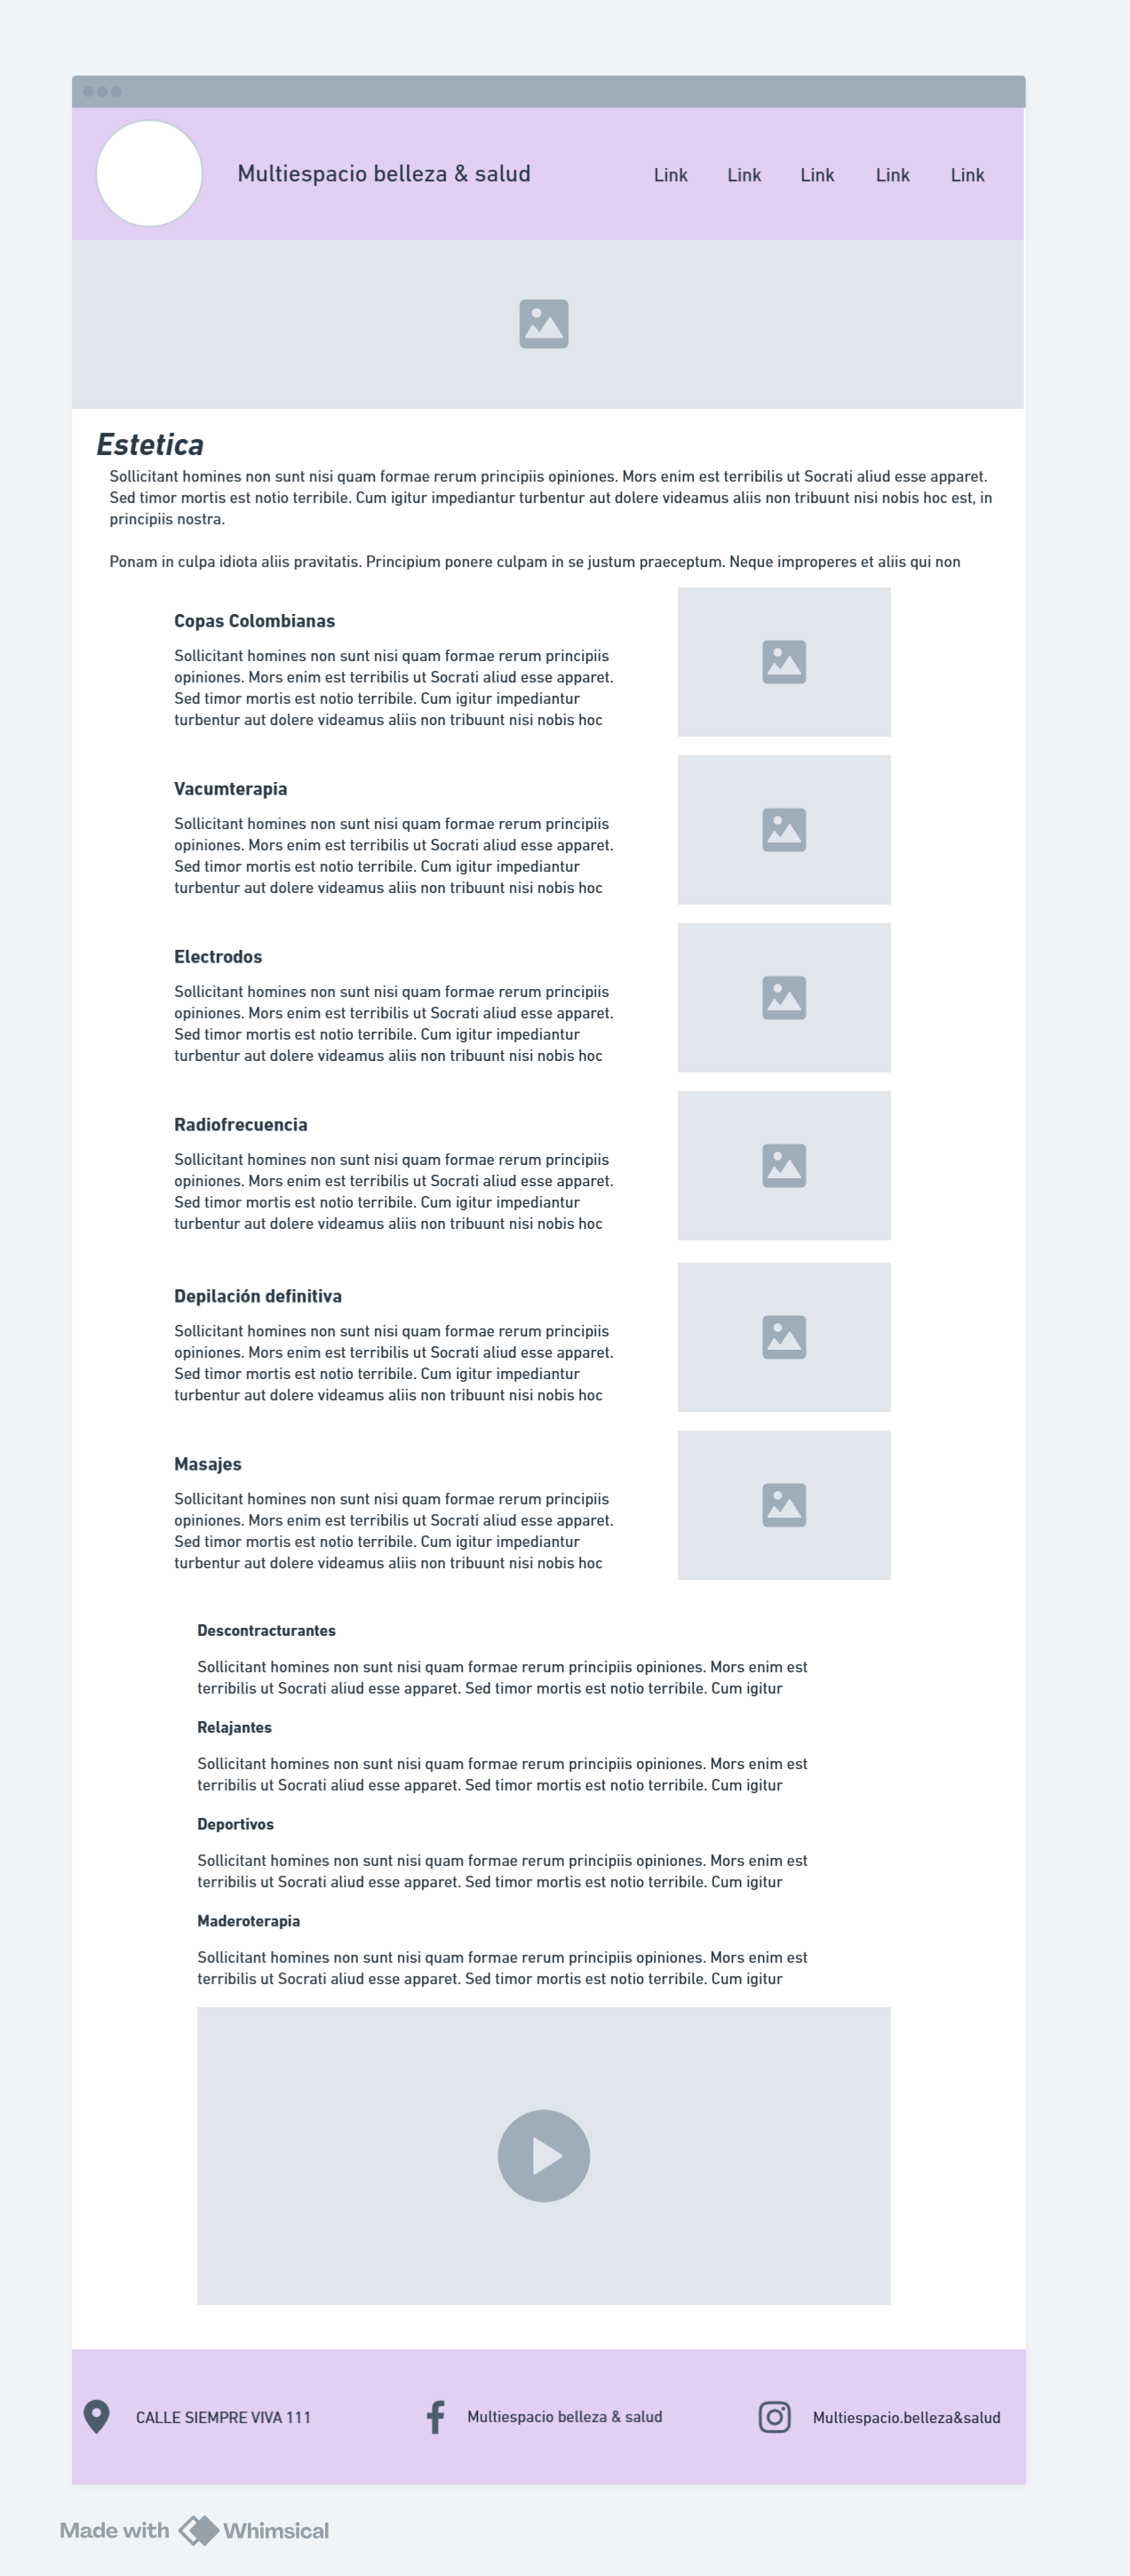 Multiespacio belleza & salud
Link Link Link Link Link
Estetica
Sollicitant homines non sunt nisi quam formae rerum principiis opiniones. Mors enim est terribilis ut Socrati aliud esse apparet.
Sed timor mortis est notio terribile. Cum igitur impediantur turbentur aut dolere videamus aliis non tribuunt nisi nobis hoc est, in
principiis nostra.
Ponam in culpa idiota aliis pravitatis. Principium ponere culpam in se justum praeceptum. Neque improperes et aliis qui non
Copas Colombianas
Sollicitant homines non sunt nisi quam formae rerum principiis
opiniones. Mors enim est terribilis ut Socrati aliud esse apparet.
Sed timor mortis est notio terribile. Cum igitur impediantur
turbentur aut dolere videamus aliis non tribuunt nisi nobis hoc
Vacumterapia
Sollicitant homines non sunt nisi quam formae rerum principiis
opiniones. Mors enim est terribilis ut Socrati aliud esse apparet.
Sed timor mortis est notio terribile. Cum igitur impediantur
turbentur aut dolere videamus aliis non tribuunt nisi nobis hoc
Electrodos
Sollicitant homines non sunt nisi quam formae rerum principiis
opiniones. Mors enim est terribilis ut Socrati aliud esse apparet.
Sed timor mortis est notio terribile. Cum igitur impediantur
turbentur aut dolere videamus aliis non tribuunt nisi nobis hoc
Radiofrecuencia
Sollicitant homines non sunt nisi quam formae rerum principiis
opiniones. Mors enim est terribilis ut Socrati aliud esse apparet.
Sed timor mortis est notio terribile. Cum igitur impediantur
turbentur aut dolere videamus aliis non tribuunt nisi nobis hoc
Depilación definitiva
Sollicitant homines non sunt nisi quam formae rerum principiis
opiniones. Mors enim est terribilis ut Socrati aliud esse apparet.
Sed timor mortis est notio terribile. Cum igitur impediantur
turbentur aut dolere videamus aliis non tribuunt nisi nobis hoc
Masajes
Sollicitant homines non sunt nisi quam formae rerum principiis
opiniones. Mors enim est terribilis ut Socrati aliud esse apparet.
Sed timor mortis est notio terribile. Cum igitur impediantur
turbentur aut dolere videamus aliis non tribuunt nisi nobis hoc
Descontracturantes
Sollicitant homines non sunt nisi quam formae rerum principiis opiniones. Mors enim est
terribilis ut Socrati aliud esse apparet. Sed timor mortis est notio terribile. Cum igitur
Relajantes
Sollicitant homines non sunt nisi quam formae rerum principiis opiniones. Mors enim est
terribilis ut Socrati aliud esse apparet. Sed timor mortis est notio terribile. Cum igitur
Deportivos
Sollicitant homines non sunt nisi quam formae rerum principiis opiniones. Mors enim est
terribilis ut Socrati aliud esse apparet. Sed timor mortis est notio terribile. Cum igitur
Maderoterapia
Sollicitant homines non sunt nisi quam formae rerum principiis opiniones. Mors enim est
terribilis ut Socrati aliud esse apparet. Sed timor mortis est notio terribile. Cum igitur
CALLE SIEMPRE VIVA 111
Multiespacio belleza & salud
Multiespacio.belleza&salud
Made with Whimsical